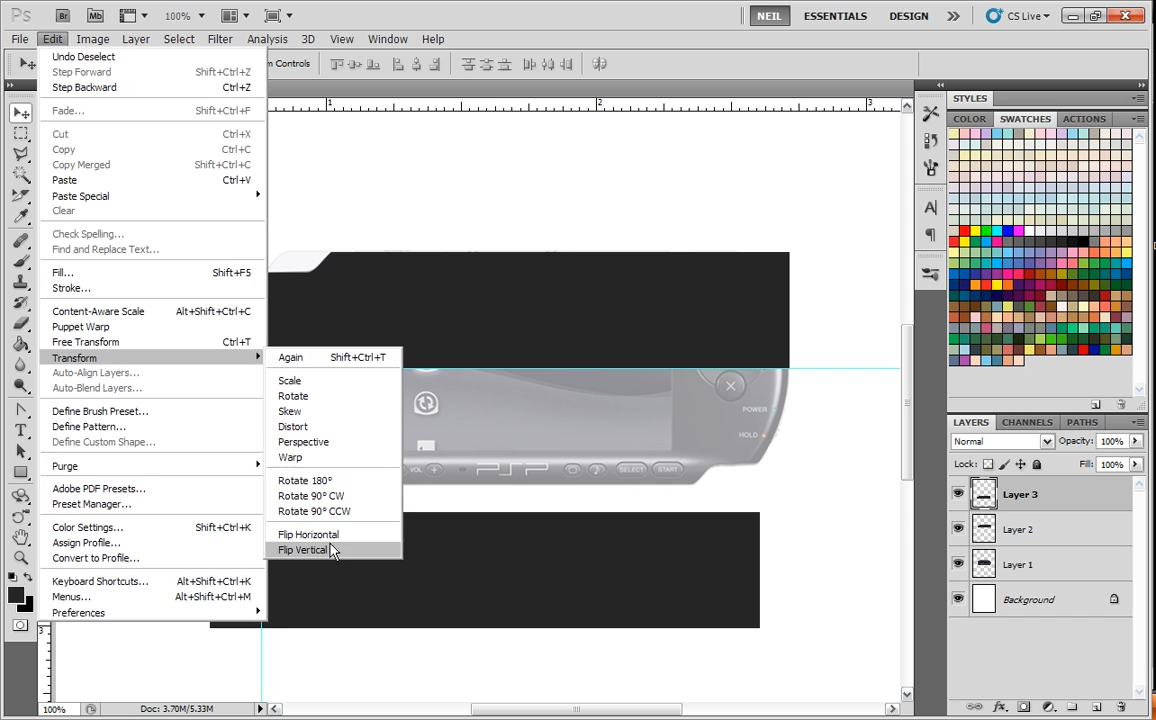 Ps Br Mb 100% NEIL ESSENTIALS DESIGN CS Live
File Edit Image Layer Select Filter Analysis 3D View Window Help
m Controls
Undo Deselect
Step Forward Shift+Ctrl+Z
Step Backward Ctrl+Z
Fade... Shift+Ctrl+F
Cut Ctrl+X
Copy Ctrl+C
Copy Merged Shift+Ctrl+C
Paste Ctrl+V
Paste Special
Clear
Check Spelling...
Find and Replace Text...
Fill... Shift+F5
Stroke...
Content-Aware Scale Alt+Shift+Ctrl+C
Puppet Warp
Free Transform Ctrl+T
Transform
Auto-Align Layers...
Auto-Blend Layers...
Define Brush Preset...
Define Pattern...
Define Custom Shape...
Purge
Adobe PDF Presets...
Preset Manager...
Color Settings... Shift+Ctrl+K
Assign Profile...
Convert to Profile...
Keyboard Shortcuts... Alt+Shift+Ctrl+K
Menus... Alt+Shift+Ctrl+M
Preferences
Again Shift+Ctrl+T
Scale
Rotate
Skew
Distort
Perspective
Warp
Rotate 180°
Rotate 90° CW
Rotate 90° CCW
Flip Horizontal
Flip Vertical
1 2 3
POWER
HOLD
VOL + PSP SELECT START
STYLES
COLOR SWATCHES ACTIONS
LAYERS CHANNELS PATHS
Normal Opacity: 100%
Lock: Fill: 100%
Layer 3
Layer 2
Layer 1
Background
3
100% Doc: 3.70M/5.33M